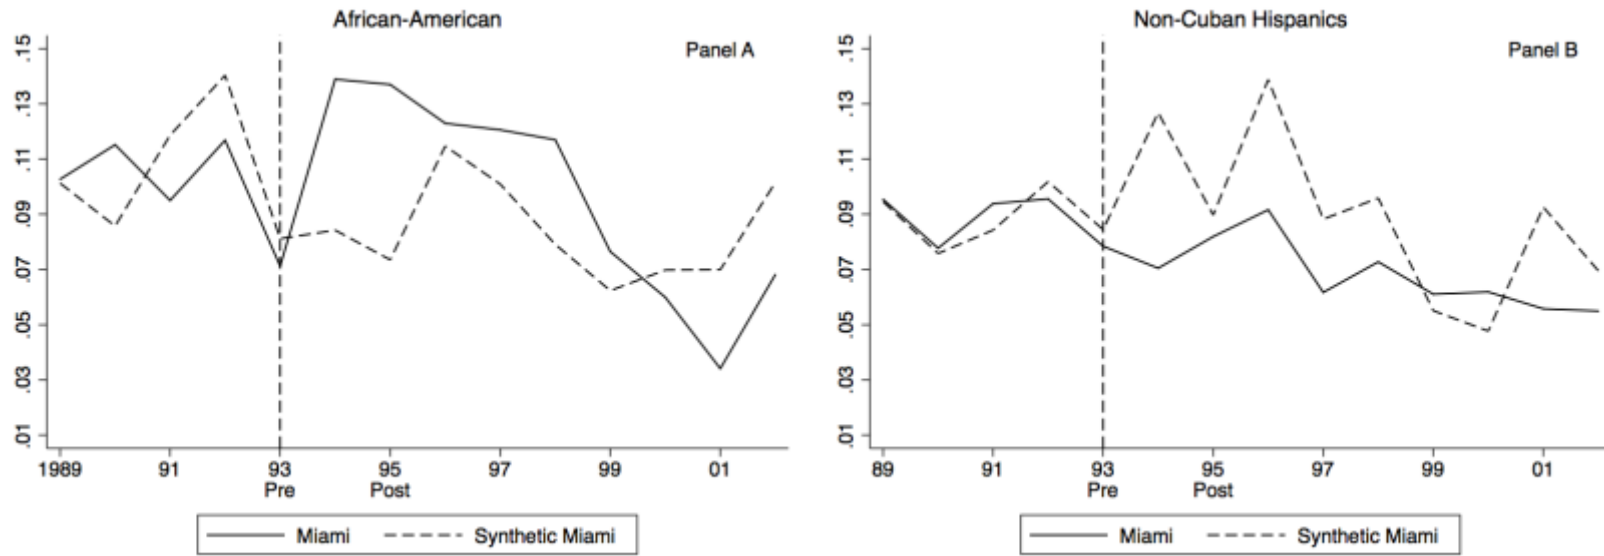 African-American
Panel A
.15
.13
.11
.09
.07
.05
.03
.01
1989 91 93 95 97 99 01
Pre Post
Miami Synthetic Miami
Non-Cuban Hispanics
Panel B
.15
.13
.11
.09
.07
.05
.03
.01
89 91 93 95 97 99 01
Pre Post
Miami Synthetic Miami